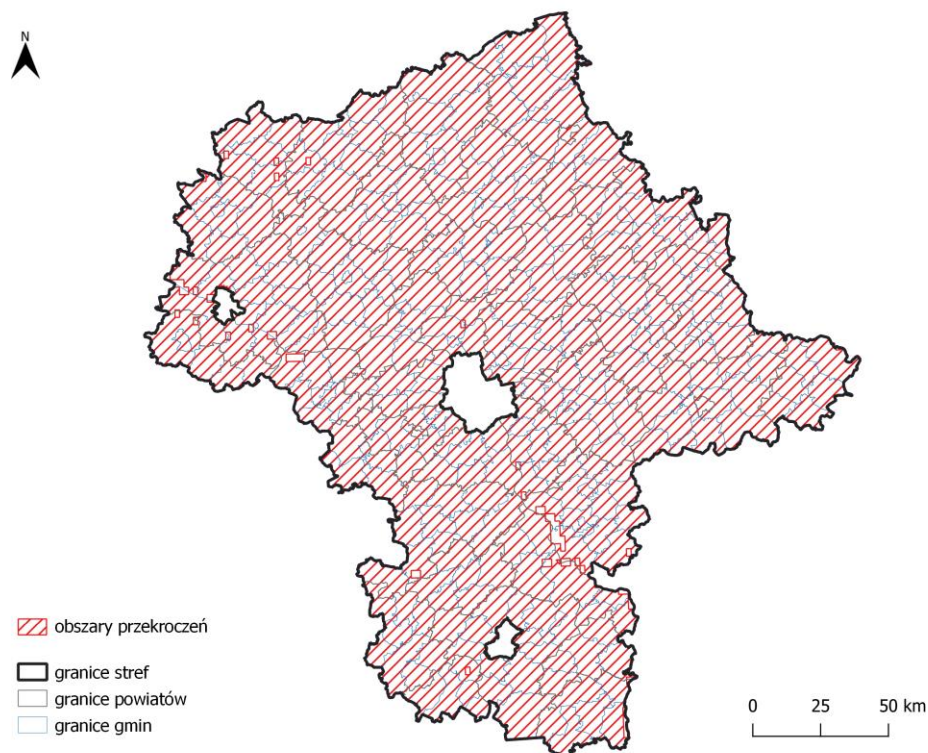 N
obszary przekroczeń
granice stref
granice powiatów
granice gmin
0 25 50 km